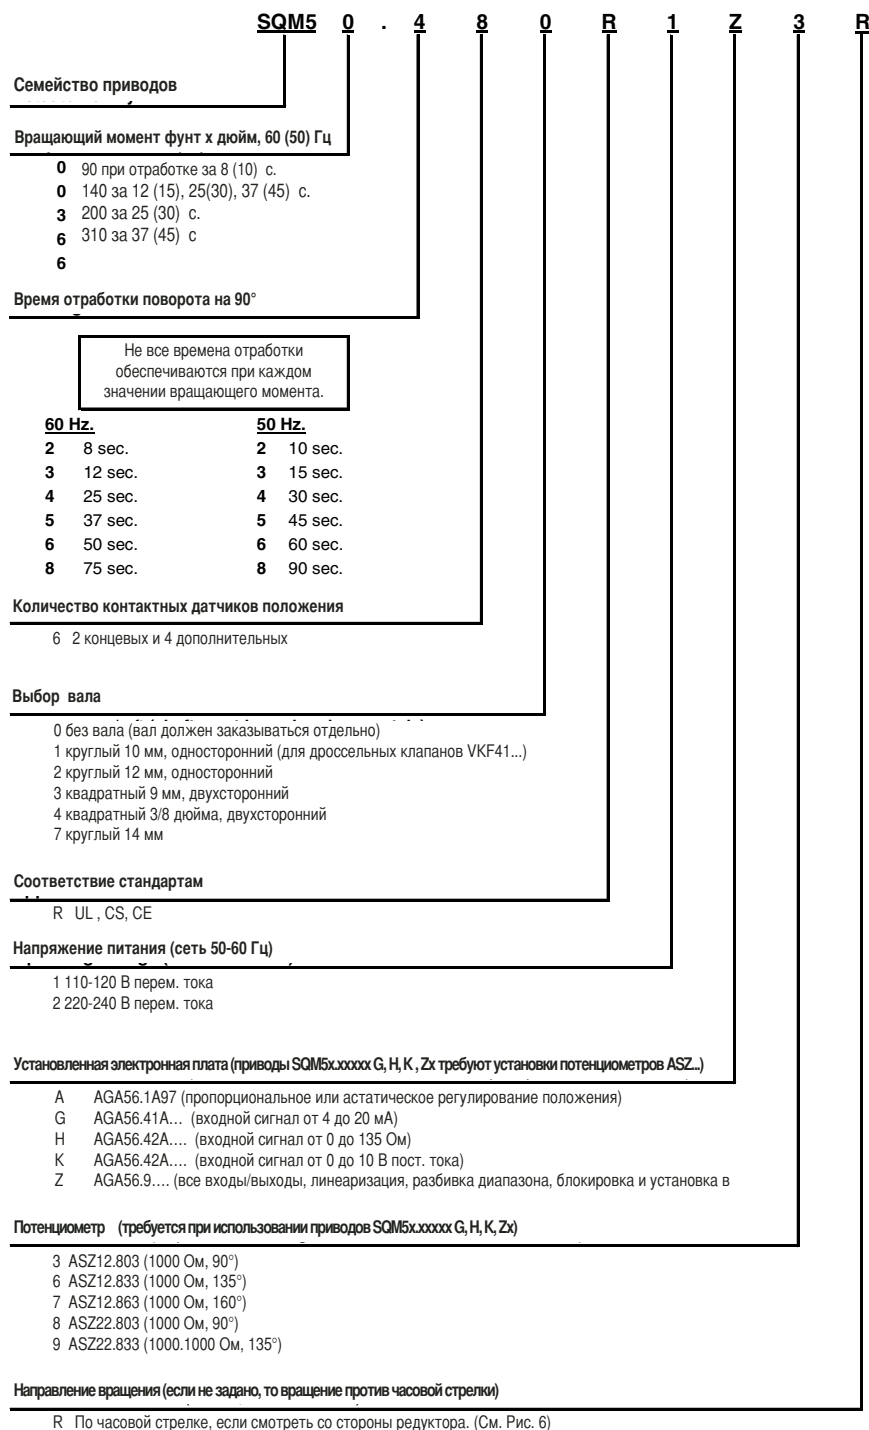 SQM5 0 . 4 8 0 R 1 Z 3 R
Семейство приводов
Вращающий момент фунт х дюйм, 60 (50) Гц
0 90 при отработке за 8 (10) с.
0 140 за 12 (15), 25(30), 37 (45) с.
3 200 за 25 (30) с.
6 310 за 37 (45) с
6
Время отработки поворота на 90°
Не все времена отработки
обеспечиваются при каждом
значении вращающего момента.
60 Hz. 50 Hz.
2 8 sec. 2 10 sec.
3 12 sec. 3 15 sec.
4 25 sec. 4 30 sec.
5 37 sec. 5 45 sec.
6 50 sec. 6 60 sec.
8 75 sec. 8 90 sec.
Количество контактных датчиков положения
6 2 концевых и 4 дополнительных
Выбор вала
0 без вала (вал должен заказываться отдельно)
1 круглый 10 мм, односторонний (для дроссельных клапанов VKF41...)
2 круглый 12 мм, односторонний
3 квадратный 9 мм, двухсторонний
4 квадратный 3/8 дюйма, двухсторонний
7 круглый 14 мм
Соответствие стандартам
R UL , CS, CE
Напряжение питания (сеть 50-60 Гц)
1 110-120 В перем. тока
2 220-240 В перем. тока
Установленная электронная плата (приводы SQM5x.xxxxx G, H, K , Zx требуют установки потенциометров ASZ...)
A AGA56.1A97 (пропорциональное или астатическое регулирование положения)
G AGA56.41A... (входной сигнал от 4 до 20 мА)
H AGA56.42A.... (входной сигнал от 0 до 135 Ом)
K AGA56.42A.... (входной сигнал от 0 до 10 В пост. тока)
Z AGA56.9.... (все входы/выходы, линеаризация, разбивка диапазона, блокировка и установка в
Потенциометр (требуется при использовании приводов SQM5x.xxxxx G, H, K, Zx)
3 ASZ12.803 (1000 Ом, 90°)
6 ASZ12.833 (1000 Ом, 135°)
7 ASZ12.863 (1000 Ом, 160°)
8 ASZ22.803 (1000 Ом, 90°)
9 ASZ22.833 (1000.1000 Ом, 135°)
Направление вращения (если не задано, то вращение против часовой стрелки)
R По часовой стрелке, если смотреть со стороны редуктора. (См. Рис. 6)